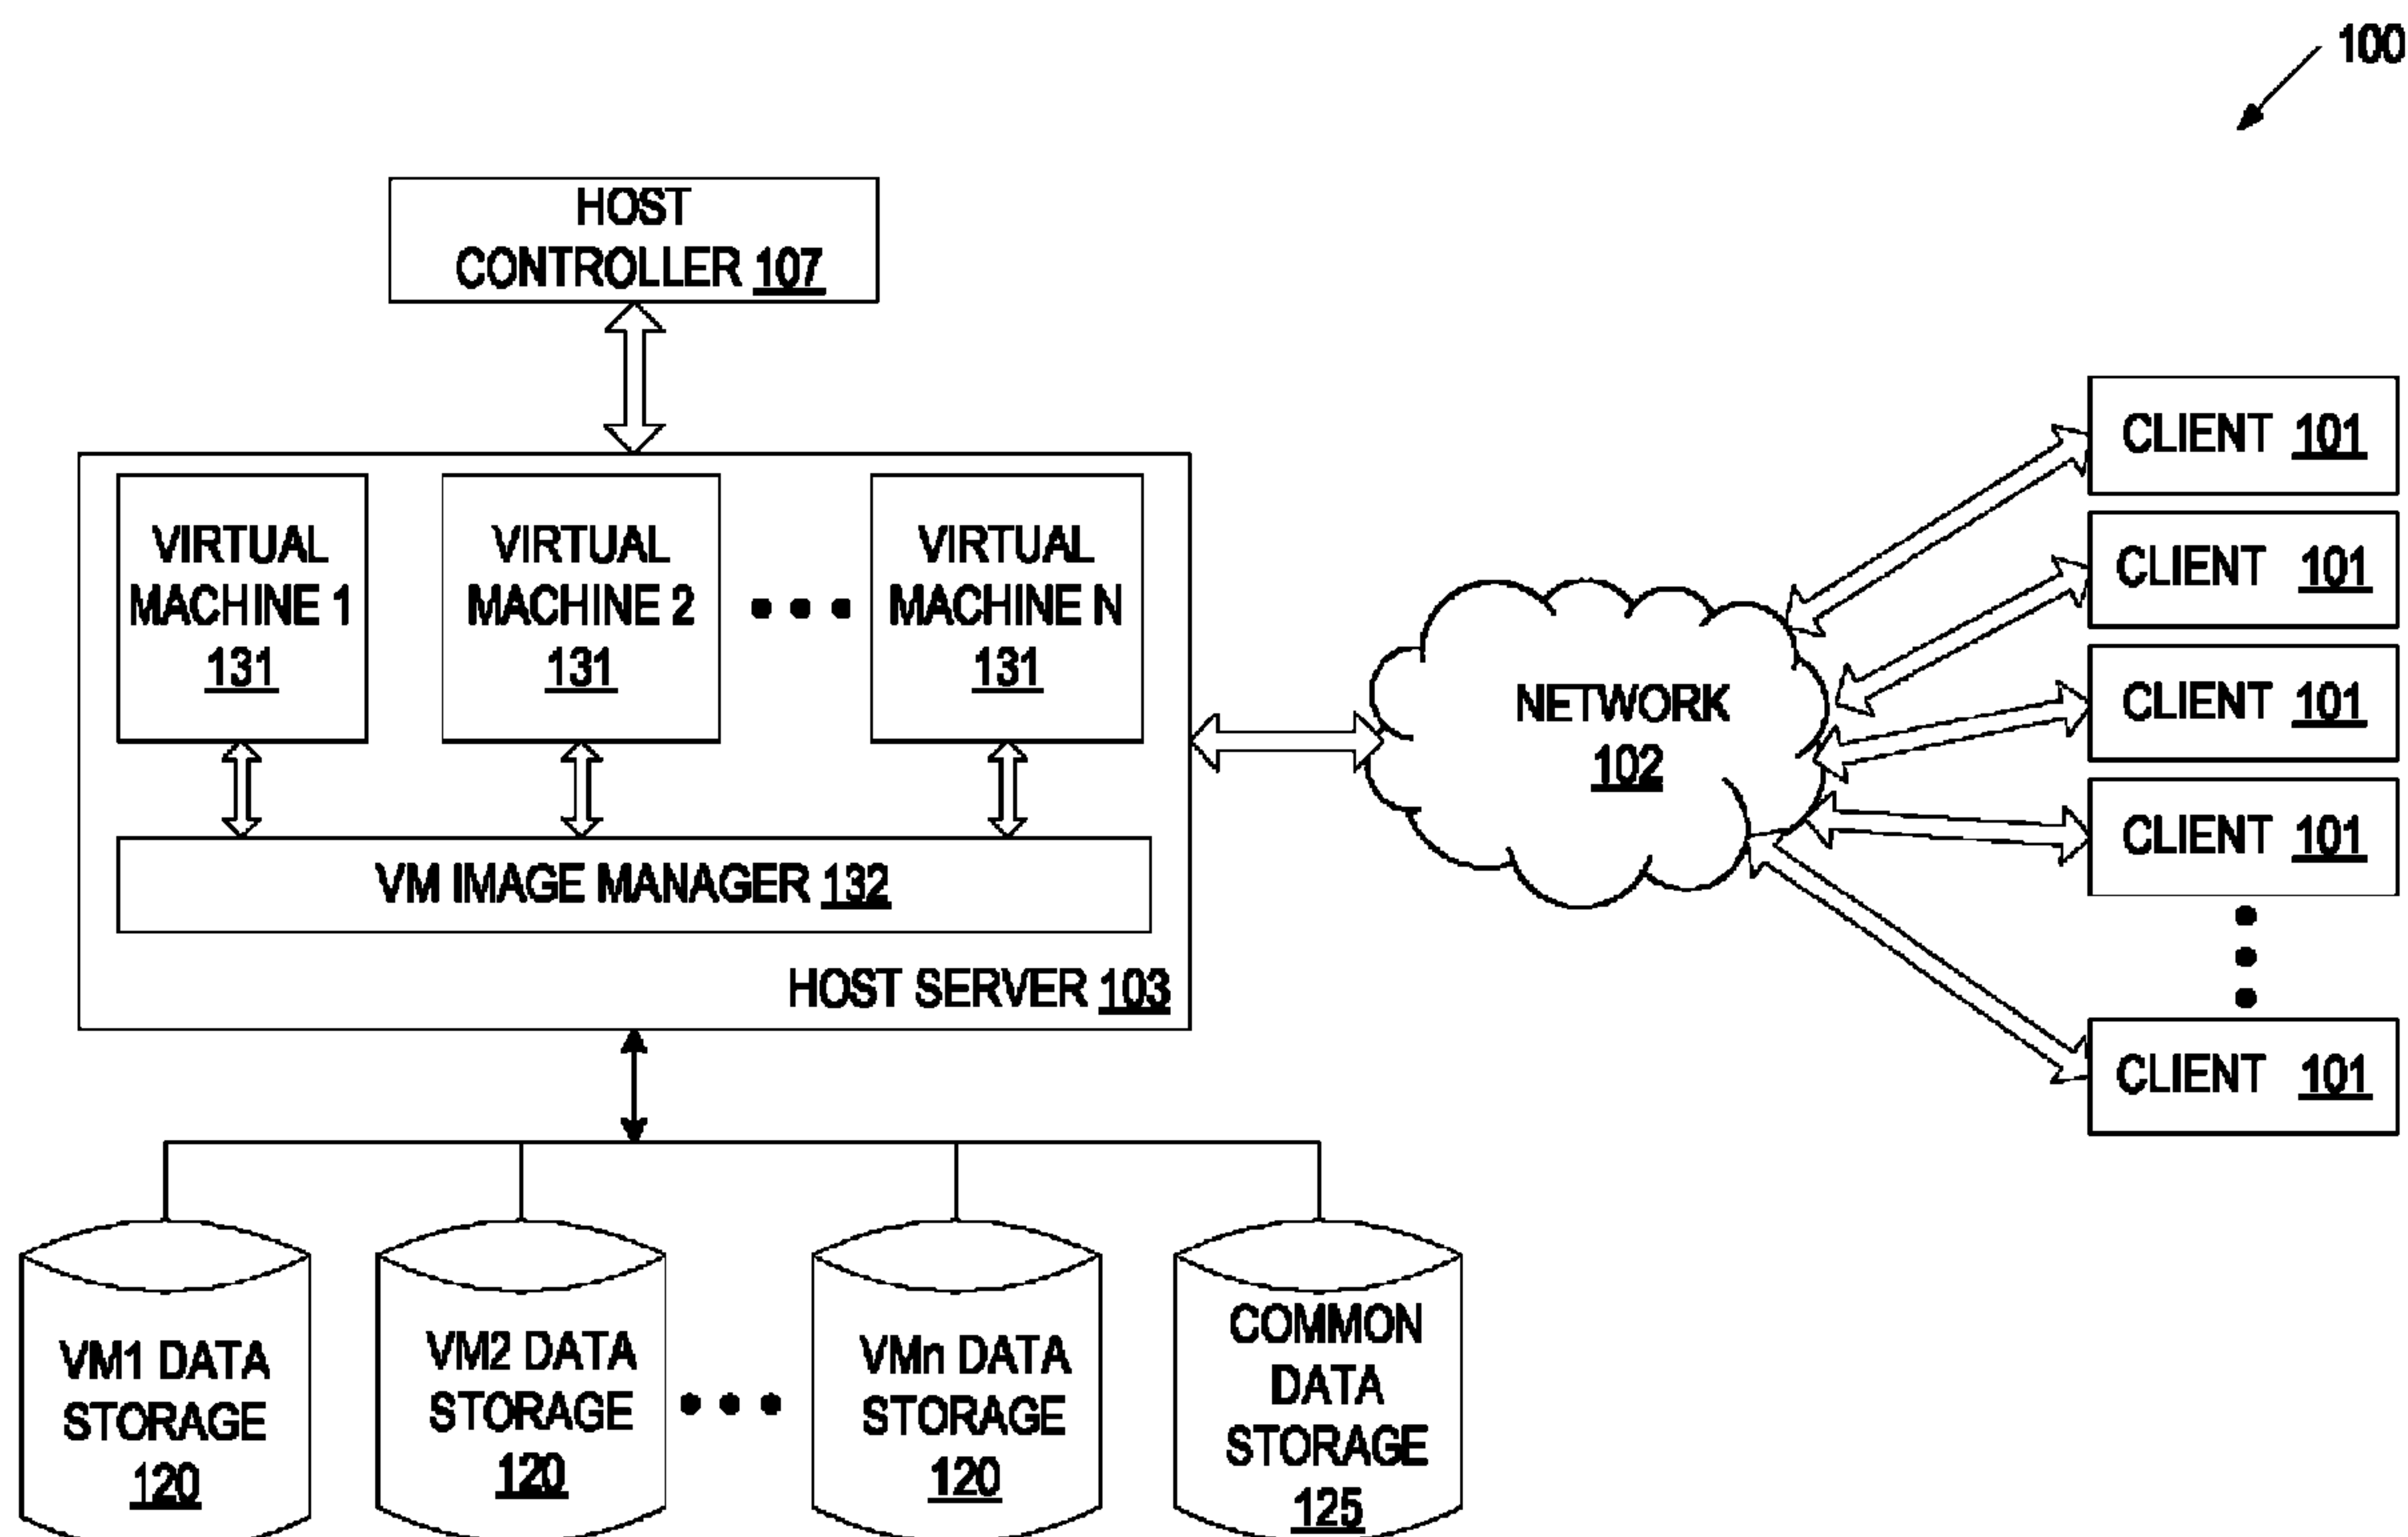 100
HOST
CONTROLLER 107
VIRTUAL
MACHINE 1
131
VIRTUAL
MACHINE 2
131
VIRTUAL
MACHINE N
131
VM IMAGE MANAGER 132
HOST SERVER 103
NETWORK
102
CLIENT 101
CLIENT 101
CLIENT 101
CLIENT 101
CLIENT 101
VM1 DATA
STORAGE
120
VM2 DATA
STORAGE
120
VMn DATA
STORAGE
120
COMMON
DATA
STORAGE
125